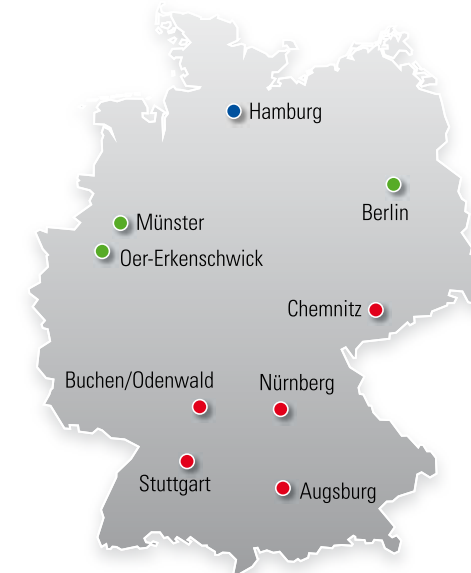 Hamburg
Berlin
Münster
Oer-Erkenschwick
Chemnitz
Buchen/Odenwald
Nürnberg
Stuttgart
Augsburg